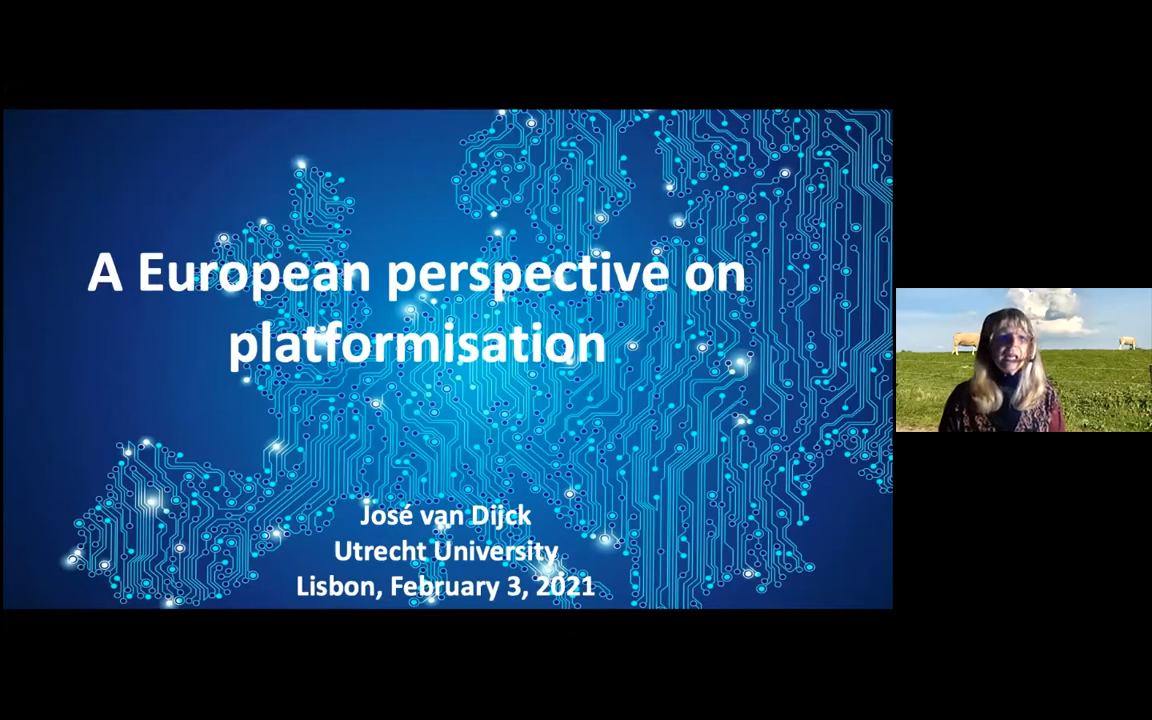 A European perspective on
platformisation
José van Dijck
Utrecht University
Lisbon, February 3, 2021